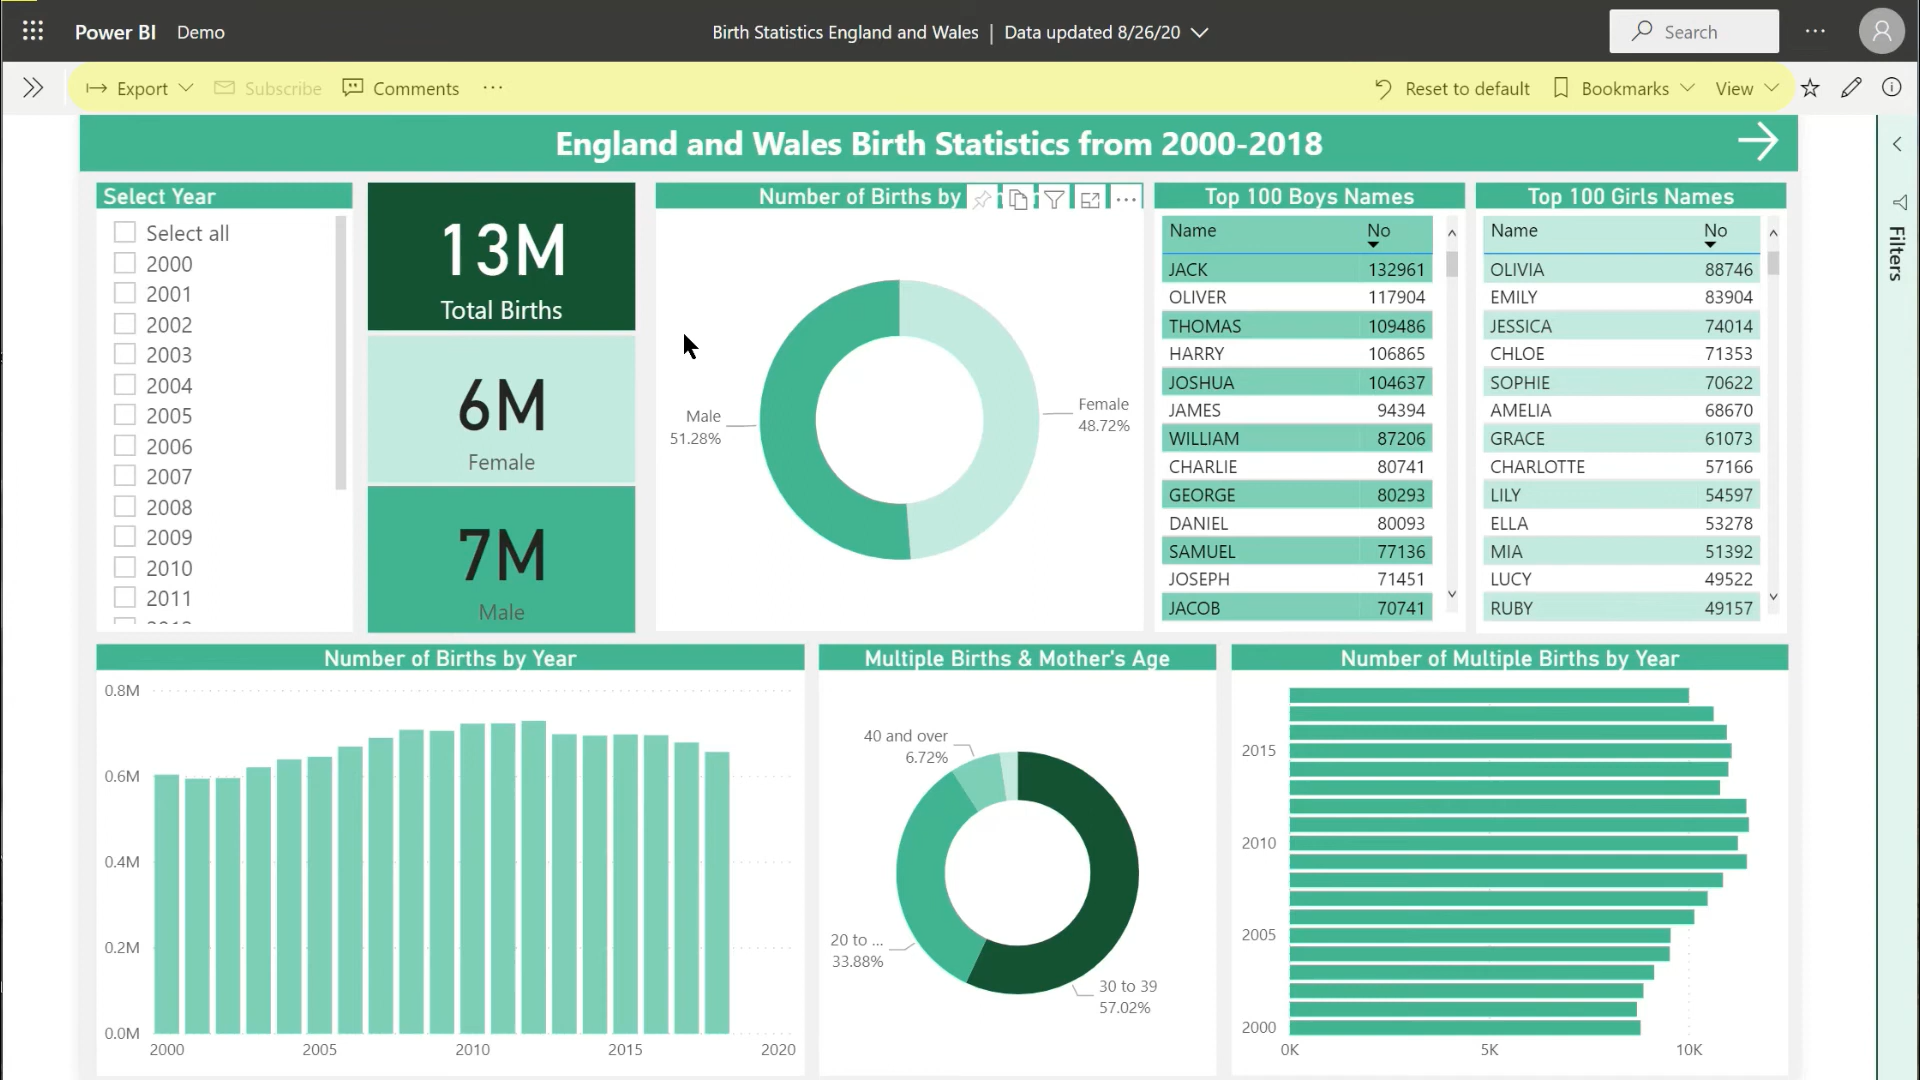 Power BI Demo
Birth Statistics England and Wales | Data updated 8/26/20
Search
Export
Subscribe
Comments
Reset to default
Bookmarks
View
England and Wales Birth Statistics from 2000-2018
Filters
Select Year
Select all
2000
2001
2002
2003
2004
2005
2006
2007
2008
2009
2010
2011
13M
Total Births
6M
Female
7M
Male
Number of Births by
Male
51.28%
Female
48.72%
Top 100 Boys Names
Name No
JACK 132961
OLIVER 117904
THOMAS 109486
HARRY 106865
JOSHUA 104637
JAMES 94394
WILLIAM 87206
CHARLIE 80741
GEORGE 80293
DANIEL 80093
SAMUEL 77136
JOSEPH 71451
JACOB 70741
Top 100 Girls Names
Name No
OLIVIA 88746
EMILY 83904
JESSICA 74014
CHLOE 71353
SOPHIE 70622
AMELIA 68670
GRACE 61073
CHARLOTTE 57166
LILY 54597
ELLA 53278
MIA 51392
LUCY 49522
RUBY 49157
Number of Births by Year
0.8M
0.6M
0.4M
0.2M
0.0M
2000 2005 2010 2015 2020
Multiple Births & Mother's Age
40 and over
6.72%
20 to ...
33.88%
30 to 39
57.02%
Number of Multiple Births by Year
2015
2010
2005
2000
0K 5K 10K